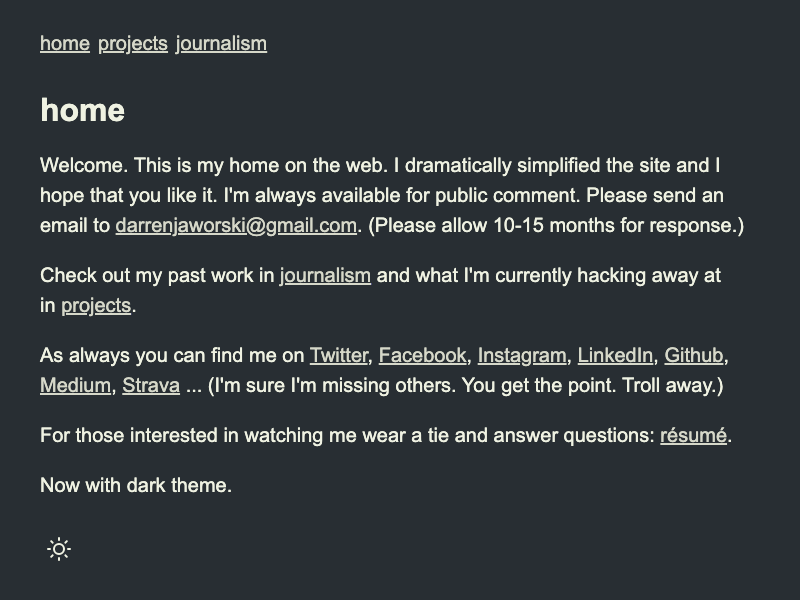 home projects journalism
home
Welcome. This is my home on the web. I dramatically simplified the site and I
hope that you like it. I'm always available for public comment. Please send an
email to darrenjaworski@gmail.com. (Please allow 10-15 months for response.)
Check out my past work in journalism and what I'm currently hacking away at
in projects.
As always you can find me on Twitter, Facebook, Instagram, LinkedIn, Github,
Medium, Strava ... (I'm sure I'm missing others. You get the point. Troll away.)
For those interested in watching me wear a tie and answer questions: résumé.
Now with dark theme.